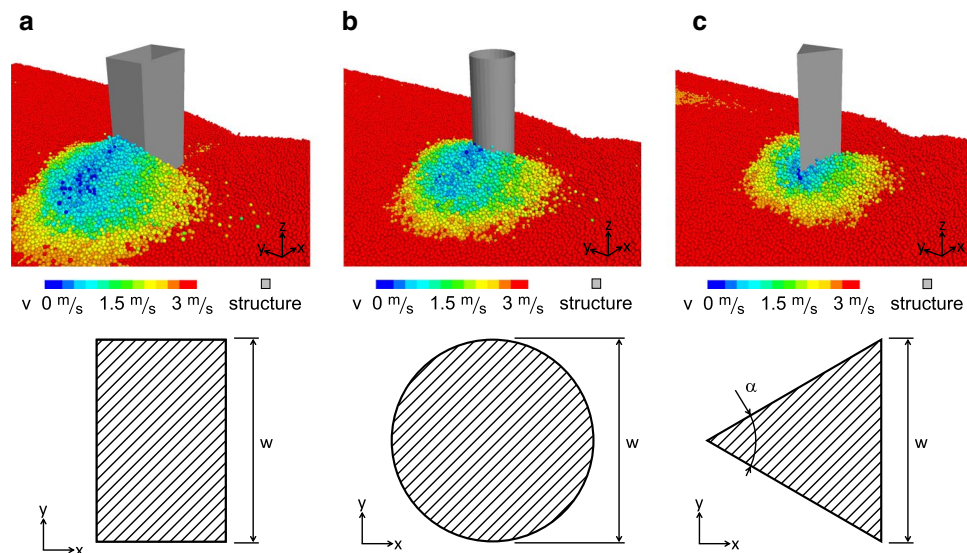 a b c
z y x z y x z y x
v 0 m/s 1.5 m/s 3 m/s structure v 0 m/s 1.5 m/s 3 m/s structure v 0 m/s 1.5 m/s 3 m/s structure
α
w w w
y y y
x x x